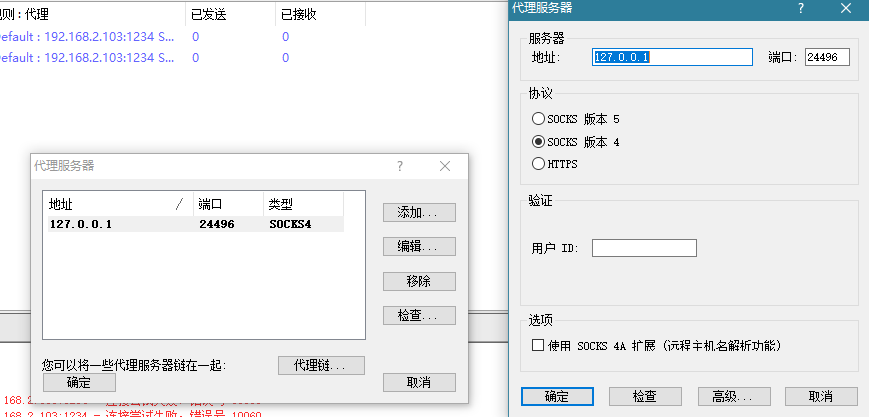 规则 : 代理 已发送 已接收
Default : 192.168.2.103:1234 S... 0 0
Default : 192.168.2.103:1234 S... 0 0
代理服务器 ?
地址 / 端口 类型
127.0.0.1 24496 SOCKS4
添加...
编辑...
移除
检查...
您可以将一些代理服务器链在一起:
代理链...
确定
取消
168.2.103:1234 - 连接尝试失败，错误号 10060
代理服务器 ?
服务器
地址: 127.0.0.1 端口: 24496
协议
SOCKS 版本 5
SOCKS 版本 4
HTTPS
验证
用户 ID:
选项
使用 SOCKS 4A 扩展 (远程主机名解析功能)
确定 检查 高级... 取消